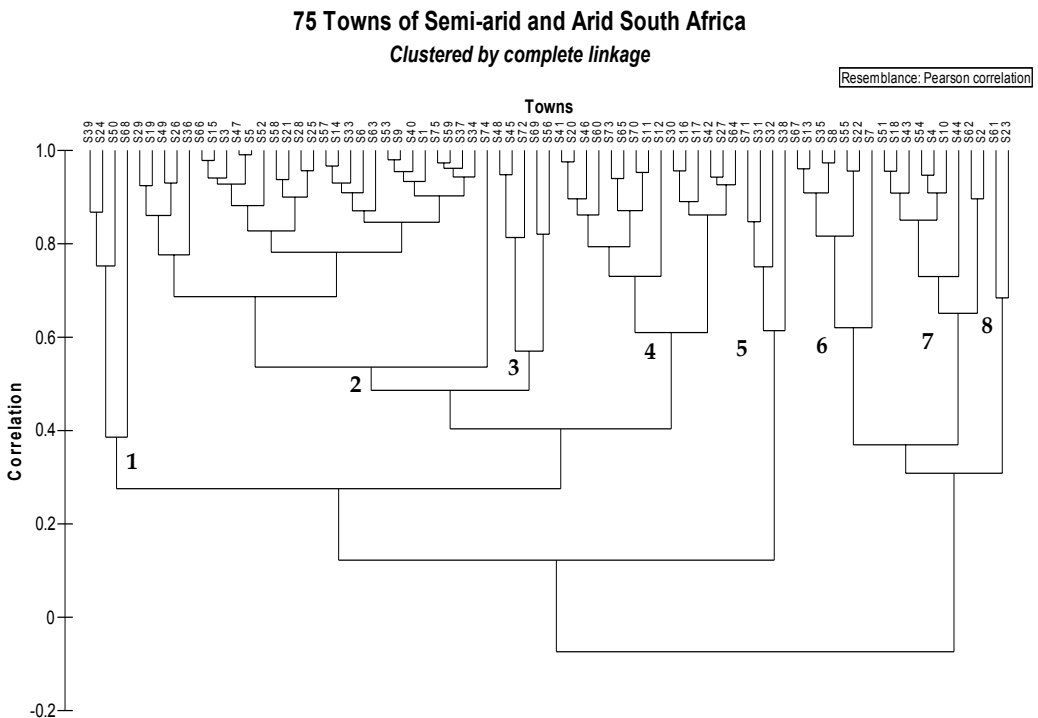 75 Towns of Semi-arid and Arid South Africa
Clustered by complete linkage
Resemblance: Pearson correlation
Towns
S39 S24 S50 S68 S29 S19 S49 S26 S36 S66 S15 S3 S47 S5 S52 S58 S21 S28 S25 S57 S14 S33 S6 S63 S53 S9 S40 S1 S75 S59 S37 S34 S74 S48 S45 S72 S69 S56 S41 S20 S46 S60 S73 S65 S70 S11 S12 S30 S16 S17 S42 S27 S64 S71 S31 S32 S38 S67 S13 S35 S8 S55 S22 S7 S51 S18 S43 S54 S4 S10 S44 S62 S2 S61 S23
1.0
0.8
0.6
0.4
0.2
0
-0.2
Correlation
1
2
3
4
5
6
7
8